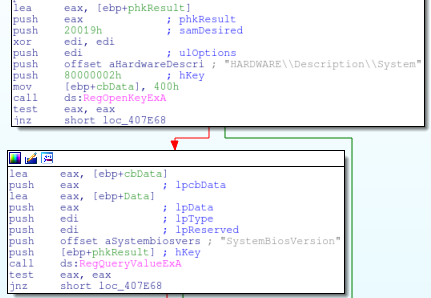 lea     eax, [ebp+phkResult]
push    eax             ; phkResult
push    20019h          ; samDesired
xor     edi, edi
push    edi             ; ulOptions
push    offset aHardwareDescri ; "HARDWARE\\Description\\System"
push    80000002h       ; hKey
mov     [ebp+cbData], 400h
call    ds:RegOpenKeyExA
test    eax, eax
jnz     short loc_407E68
lea     eax, [ebp+cbData]
push    eax             ; lpcbData
lea     eax, [ebp+Data]
push    eax             ; lpData
push    edi             ; lpType
push    edi             ; lpReserved
push    offset aSystembiosvers ; "SystemBiosVersion"
push    [ebp+phkResult] ; hKey
call    ds:RegQueryValueExA
test    eax, eax
jnz     short loc_407E68